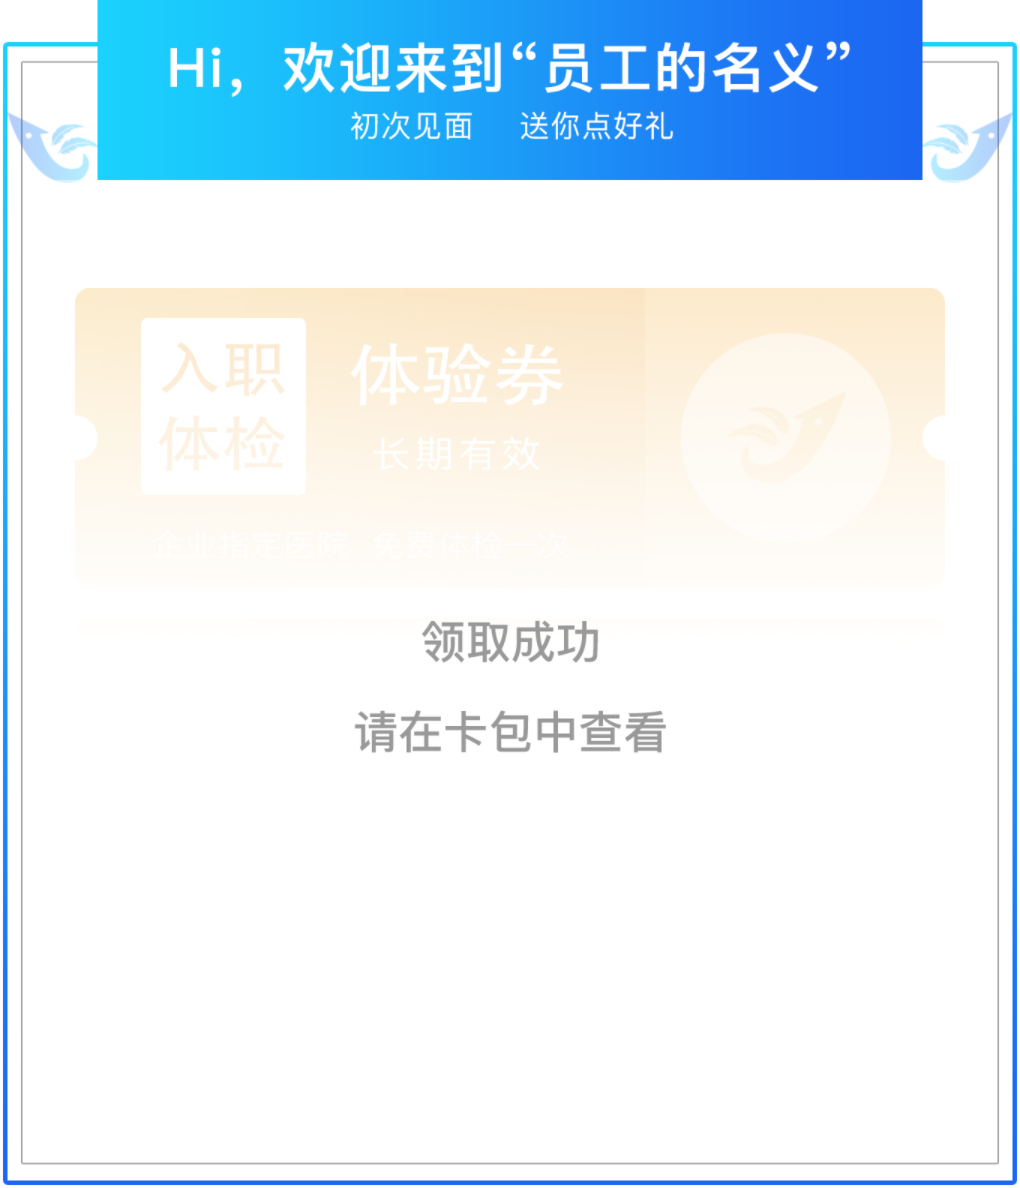 Hi，欢迎来到“员工的名义”
初次见面 送你点好礼
入职
体检
体验券
长期有效
企业指定医院 免费体检一次
领取成功
请在卡包中查看